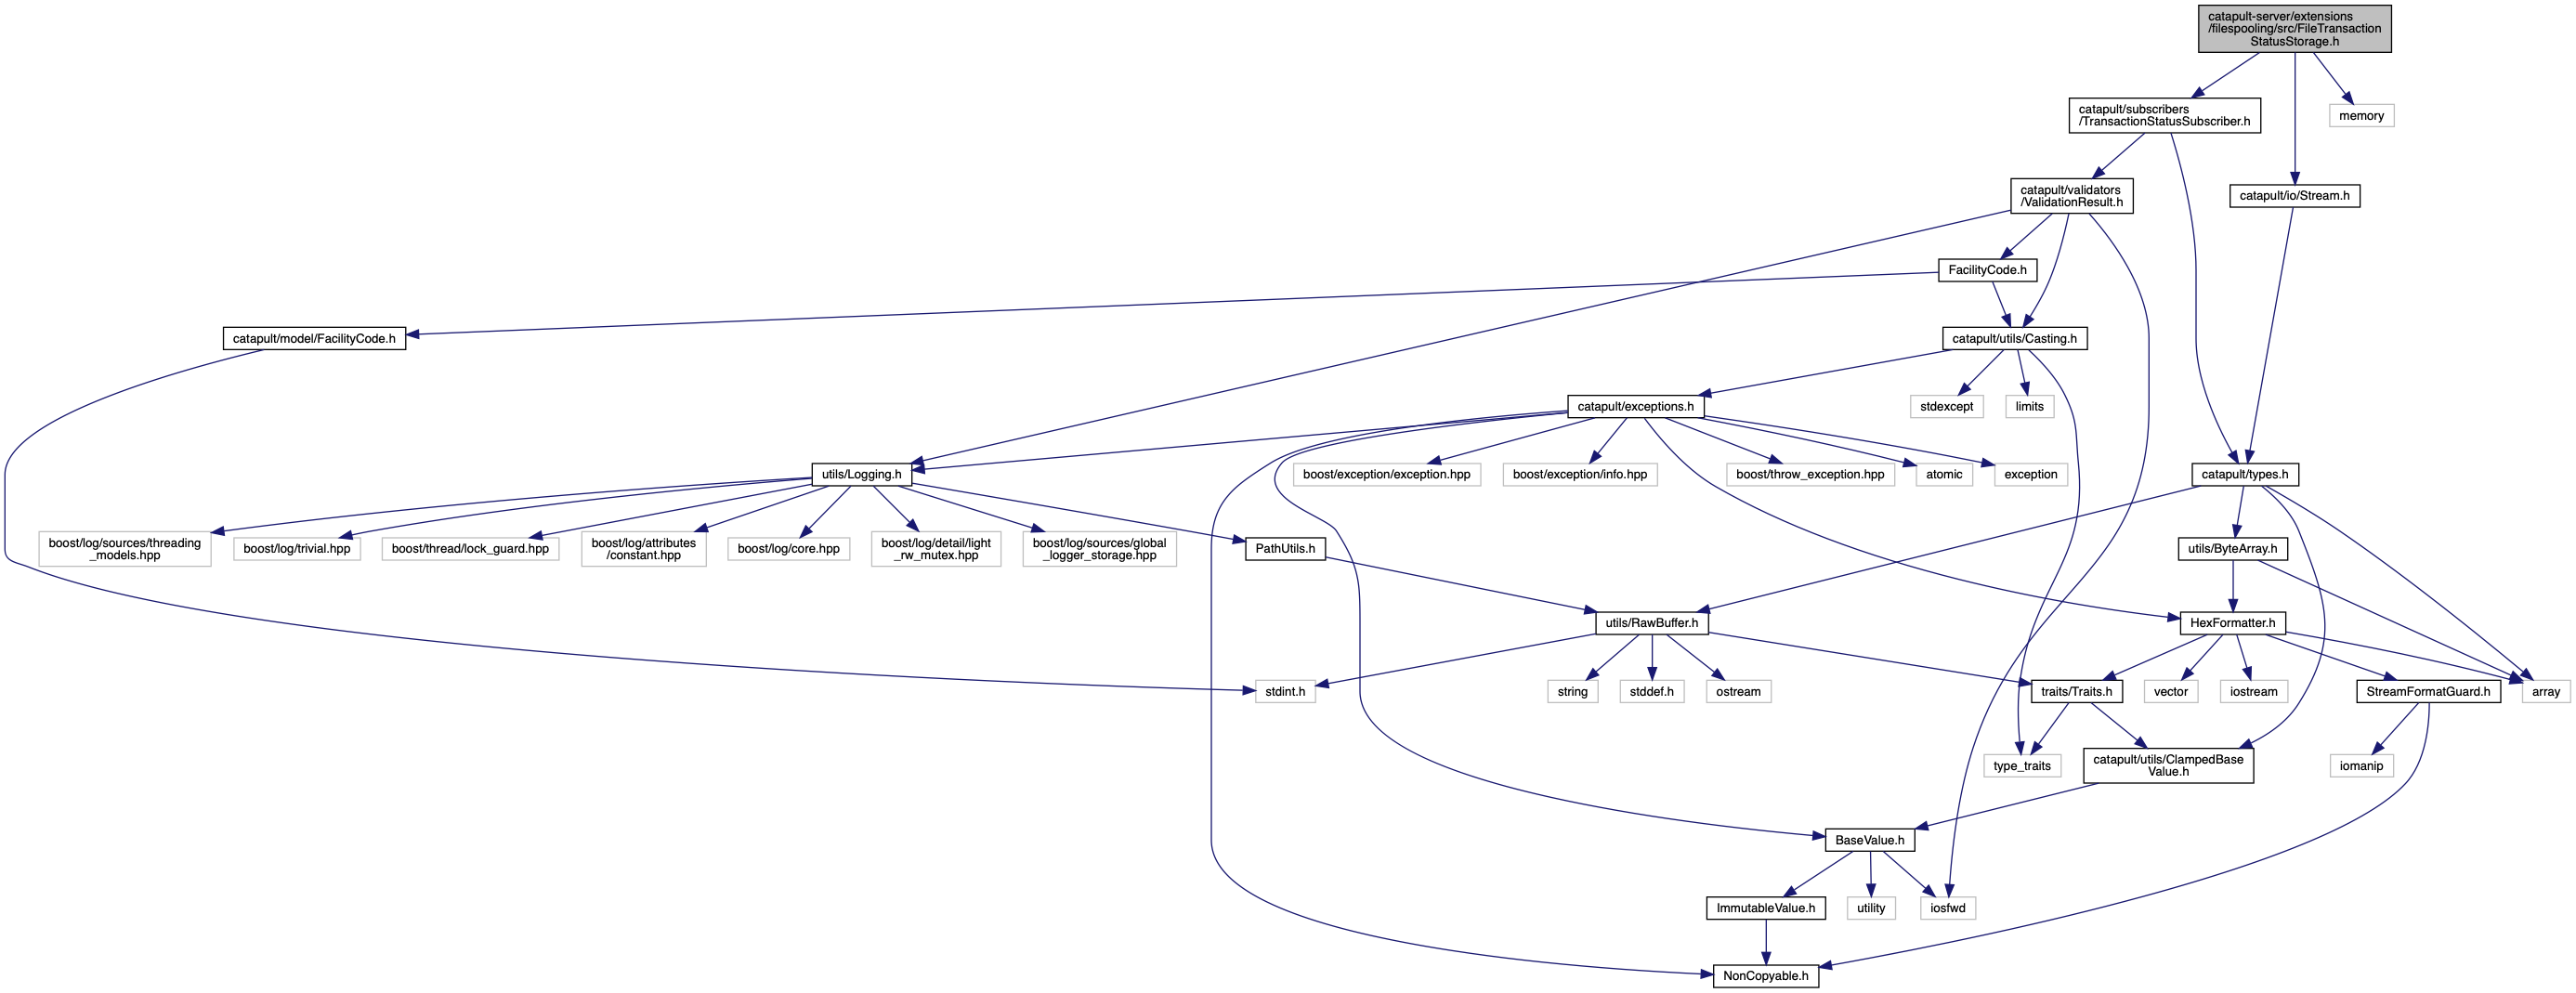 catapult-server/extensions
/filespooling/src/FileTransaction
StatusStorage.h
catapult/subscribers
/TransactionStatusSubscriber.h
memory
catapult/validators
/ValidationResult.h
catapult/io/Stream.h
FacilityCode.h
catapult/model/FacilityCode.h
catapult/utils/Casting.h
catapult/exceptions.h
stdexcept
limits
utils/Logging.h
boost/exception/exception.hpp
boost/exception/info.hpp
boost/throw_exception.hpp
atomic
exception
catapult/types.h
boost/log/sources/threading
_models.hpp
boost/log/trivial.hpp
boost/thread/lock_guard.hpp
boost/log/attributes
/constant.hpp
boost/log/core.hpp
boost/log/detail/light
_rw_mutex.hpp
boost/log/sources/global
_logger_storage.hpp
PathUtils.h
utils/ByteArray.h
utils/RawBuffer.h
HexFormatter.h
stdint.h
string
stddef.h
ostream
traits/Traits.h
vector
iostream
StreamFormatGuard.h
array
type_traits
catapult/utils/ClampedBase
Value.h
iomanip
BaseValue.h
ImmutableValue.h
utility
iosfwd
NonCopyable.h